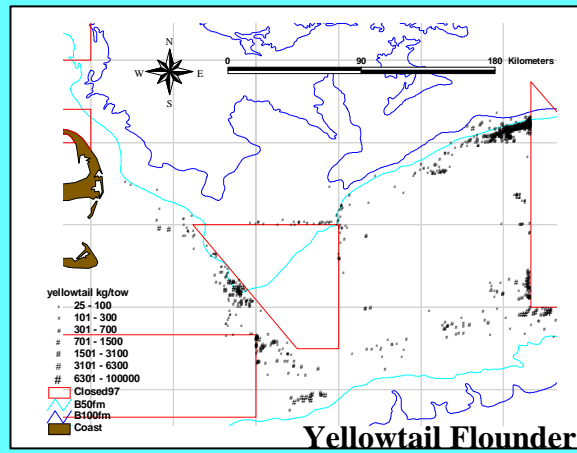 N
W E
S
0 90 180 Kilometers
yellowtail kg/tow
25 - 100
101 - 300
301 - 700
701 - 1500
1501 - 3100
3101 - 6300
6301 - 100000
Closed97
B50fm
B100fm
Coast
Yellowtail Flounder